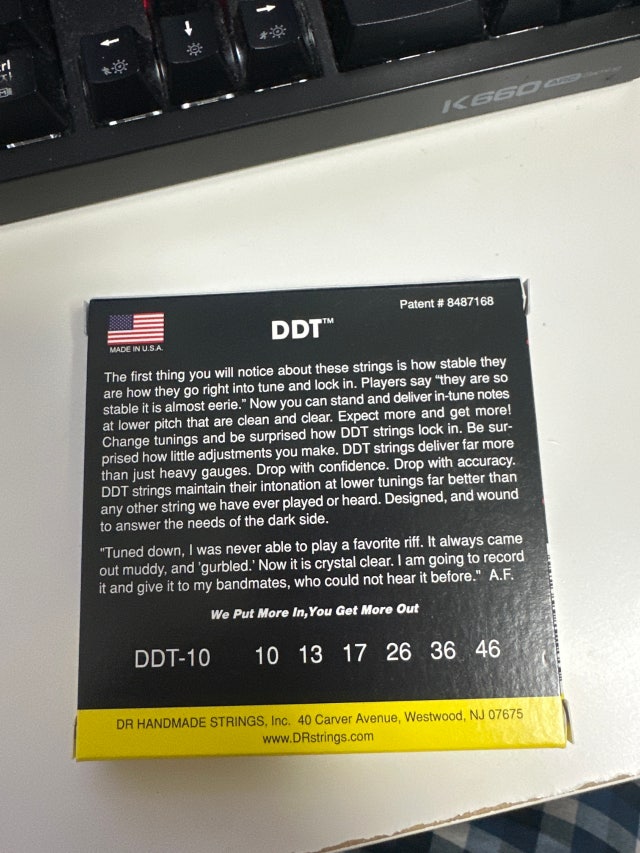 K660
Patent # 8487168
DDT™
MADE IN U.S.A.
The first thing you will notice about these strings is how stable they
are how they go right into tune and lock in. Players say “they are so
stable it is almost eerie.” Now you can stand and deliver in-tune notes
at lower pitch that are clean and clear. Expect more and get more!
Change tunings and be surprised how DDT strings lock in. Be sur-
prised how little adjustments you make. DDT strings deliver far more
than just heavy gauges. Drop with confidence. Drop with accuracy.
DDT strings maintain their intonation at lower tunings far better than
any other string we have ever played or heard. Designed, and wound
to answer the needs of the dark side.
"Tuned down, I was never able to play a favorite riff. It always came
out muddy, and 'gurbled.' Now it is crystal clear. I am going to record
it and give it to my bandmates, who could not hear it before." A.F.
We Put More In,You Get More Out
DDT-10 10 13 17 26 36 46
DR HANDMADE STRINGS, Inc. 40 Carver Avenue, Westwood, NJ 07675
www.DRstrings.com